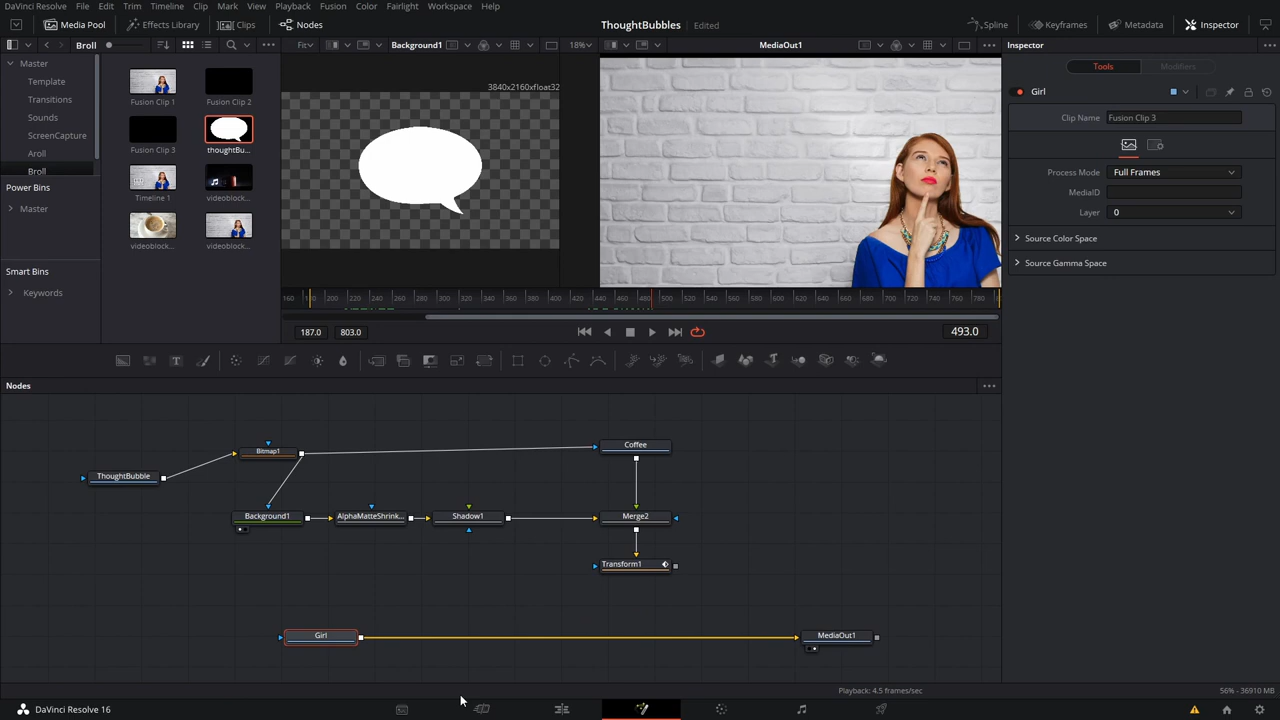 DaVinci Resolve File Edit Trim Timeline Clip Mark View Playback Fusion Color Fairlight Workspace Help
Media Pool Effects Library Clips Nodes ThoughtBubbles Edited Spline Keyframes Metadata Inspector
Broll Fit Background1 18% MediaOut1 Inspector
Master
Template
Transitions
Sounds
ScreenCapture
Aroll
Broll
Power Bins
Master
Smart Bins
Keywords
Fusion Clip 1 Fusion Clip 2
Fusion Clip 3 thoughtBu...
Timeline 1 videoblock...
videoblock... videoblock...
3840x2160xfloat32
Tools Modifiers
Girl
Clip Name Fusion Clip 3
Process Mode Full Frames
MediaID
Layer 0
Source Color Space
Source Gamma Space
160 200 220 240 260 280 300 320 340 360 380 400 420 440 460 480 500 520 540 560 580 600 620 640 660 680 700 720 740 760 780
187.0 803.0 493.0
Nodes
Coffee
Bitmap1
ThoughtBubble
Background1 AlphaMatteShrink... Shadow1 Merge2
Transform1
Girl MediaOut1
Playback: 4.5 frames/sec 56% - 36910 MB
DaVinci Resolve 16